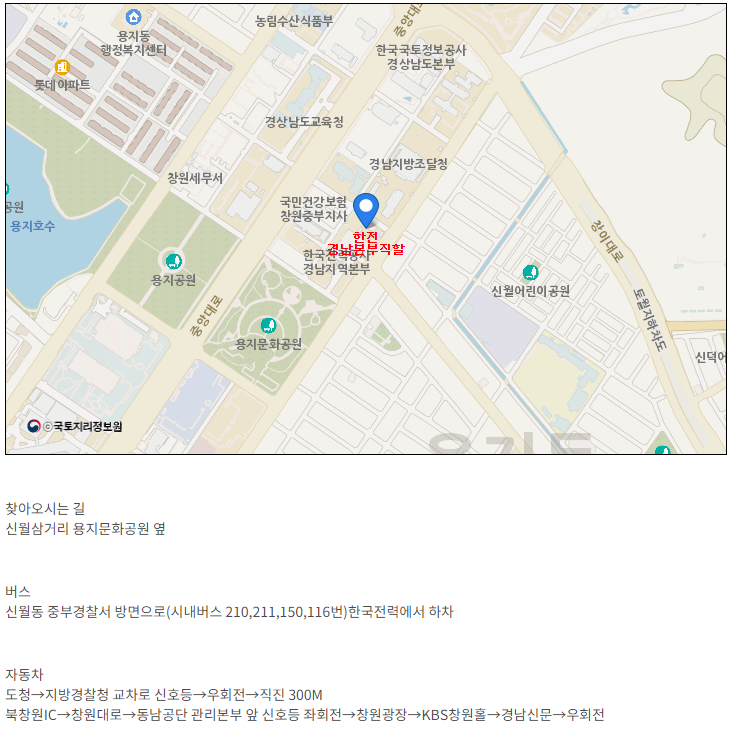 농림수산식품부
중앙대로
용지동
행정복지센터
한국국토정보공사
경상남도본부
롯데아파트
경상남도교육청
경남지방조달청
창원세무서
국민건강보험
창원중부지사
공원
용지호수
한전
경남본부직할
한국전력공사
경남지역본부
창이대로
용지공원
신월어린이공원
중앙대로
토월지하차도
용지문화공원
신덕어
ⓒ국토지리정보원
찾아오시는 길
신월삼거리 용지문화공원 옆
버스
신월동 중부경찰서 방면으로(시내버스 210,211,150,116번)한국전력에서 하차
자동차
도청→지방경찰청 교차로 신호등→우회전→직진 300M
북창원IC→창원대로→동남공단 관리본부 앞 신호등 좌회전→창원광장→KBS창원홀→경남신문→우회전